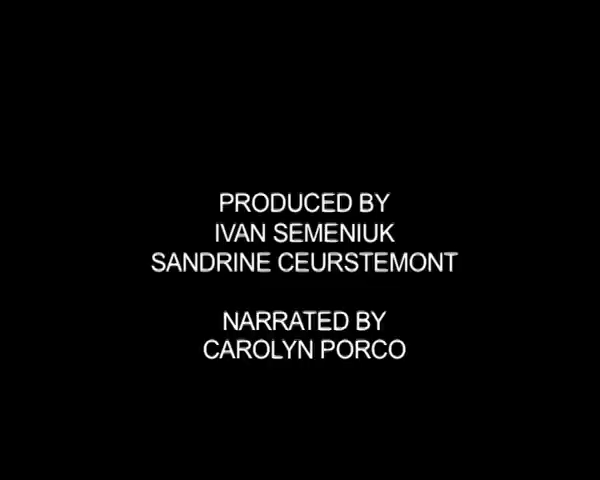 PRODUCED BY
IVAN SEMENIUK
SANDRINE CEURSTEMONT
NARRATED BY
CAROLYN PORCO